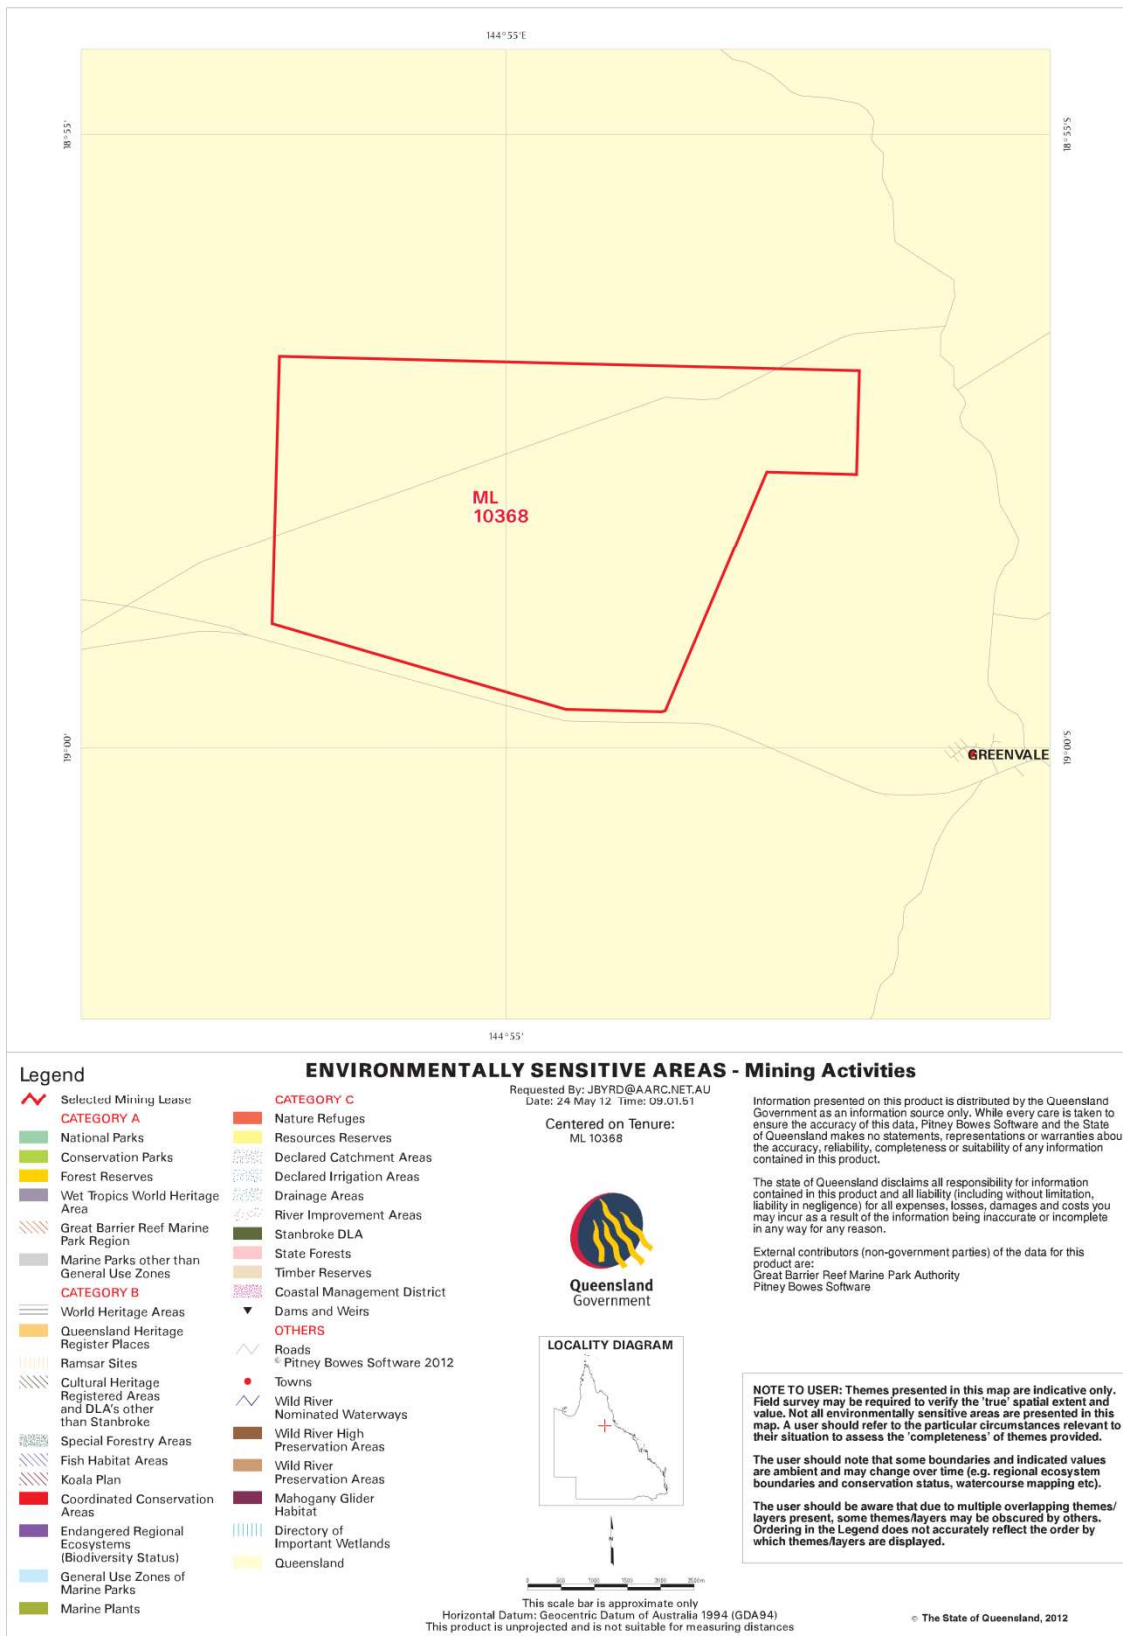 144°55'E
18°55'
18°55'S
ML
10368
19°00'
19°00'S
GREENVALE
144°55'
Legend
Selected Mining Lease
CATEGORY A
National Parks
Conservation Parks
Forest Reserves
Wet Tropics World Heritage
Area
Great Barrier Reef Marine
Park Region
Marine Parks other than
General Use Zones
CATEGORY B
World Heritage Areas
Queensland Heritage
Register Places
Ramsar Sites
Cultural Heritage
Registered Areas
and DLA's other
than Stanbroke
Special Forestry Areas
Fish Habitat Areas
Koala Plan
Coordinated Conservation
Areas
Endangered Regional
Ecosystems
(Biodiversity Status)
General Use Zones of
Marine Parks
Marine Plants
CATEGORY C
Nature Refuges
Resources Reserves
Declared Catchment Areas
Declared Irrigation Areas
Drainage Areas
River Improvement Areas
Stanbroke DLA
State Forests
Timber Reserves
Coastal Management District
Dams and Weirs
OTHERS
Roads
© Pitney Bowes Software 2012
Towns
Wild River
Nominated Waterways
Wild River High
Preservation Areas
Wild River
Preservation Areas
Mahogany Glider
Habitat
Directory of
Important Wetlands
Queensland
ENVIRONMENTALLY SENSITIVE AREAS - Mining Activities
Requested By: JBYRD@AARC.NET.AU
Date: 24 May 12 Time: 09.01.51
Centered on Tenure:
ML 10368
Queensland
Government
LOCALITY DIAGRAM
N
0 500 1000 1500 2000 2500m
This scale bar is approximate only
Horizontal Datum: Geocentric Datum of Australia 1994 (GDA94)
This product is unprojected and is not suitable for measuring distances
Information presented on this product is distributed by the Queensland
Government as an information source only. While every care is taken to
ensure the accuracy of this data, Pitney Bowes Software and the State
of Queensland makes no statements, representations or warranties abou
the accuracy, reliability, completeness or suitability of any information
contained in this product.
The state of Queensland disclaims all responsibility for information
contained in this product and all liability (including without limitation,
liability in negligence) for all expenses, losses, damages and costs you
may incur as a result of the information being inaccurate or incomplete
in any way for any reason.
External contributors (non-government parties) of the data for this
product are:
Great Barrier Reef Marine Park Authority
Pitney Bowes Software
NOTE TO USER: Themes presented in this map are indicative only.
Field survey may be required to verify the 'true' spatial extent and
value. Not all environmentally sensitive areas are presented in this
map. A user should refer to the particular circumstances relevant to
their situation to assess the 'completeness' of themes provided.
The user should note that some boundaries and indicated values
are ambient and may change over time (e.g. regional ecosystem
boundaries and conservation status, watercourse mapping etc).
The user should be aware that due to multiple overlapping themes/
layers present, some themes/layers may be obscured by others.
Ordering in the Legend does not accurately reflect the order by
which themes/layers are displayed.
© The State of Queensland, 2012